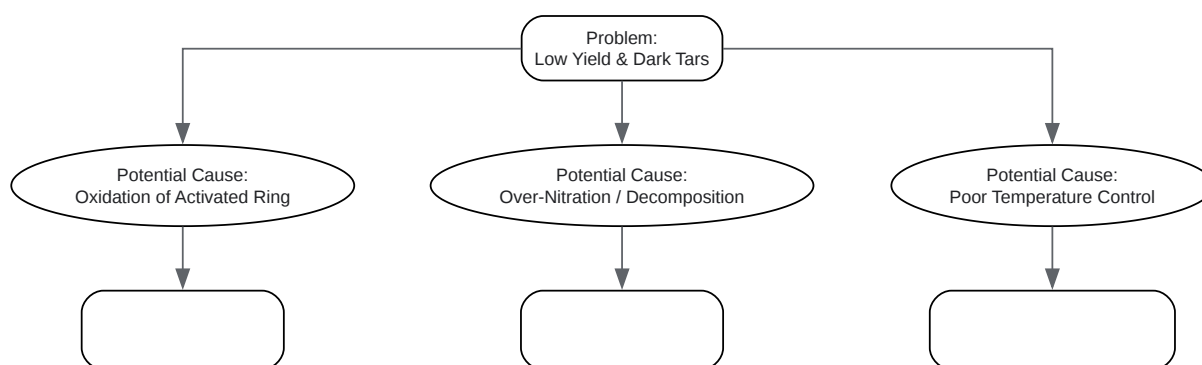 Problem:
Low Yield & Dark Tars
Potential Cause:
Oxidation of Activated Ring
Potential Cause:
Over-Nitration / Decomposition
Potential Cause:
Poor Temperature Control